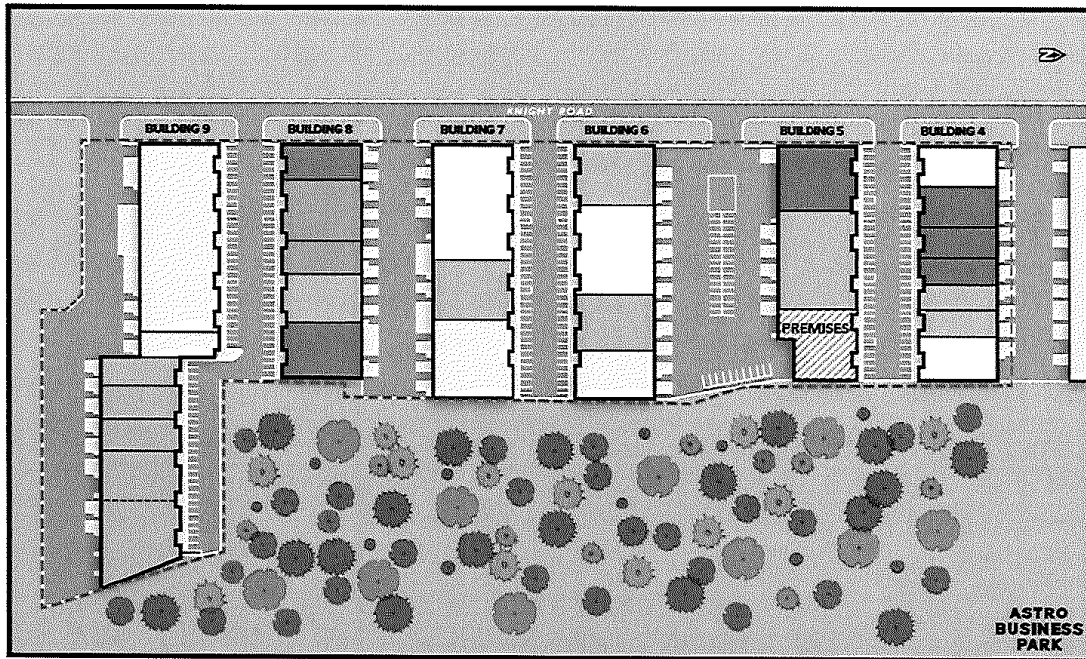 N
KNIGHT ROAD
BUILDING 9
BUILDING 8
BUILDING 7
BUILDING 6
BUILDING 5
BUILDING 4
PREMISES
ASTRO
BUSINESS
PARK